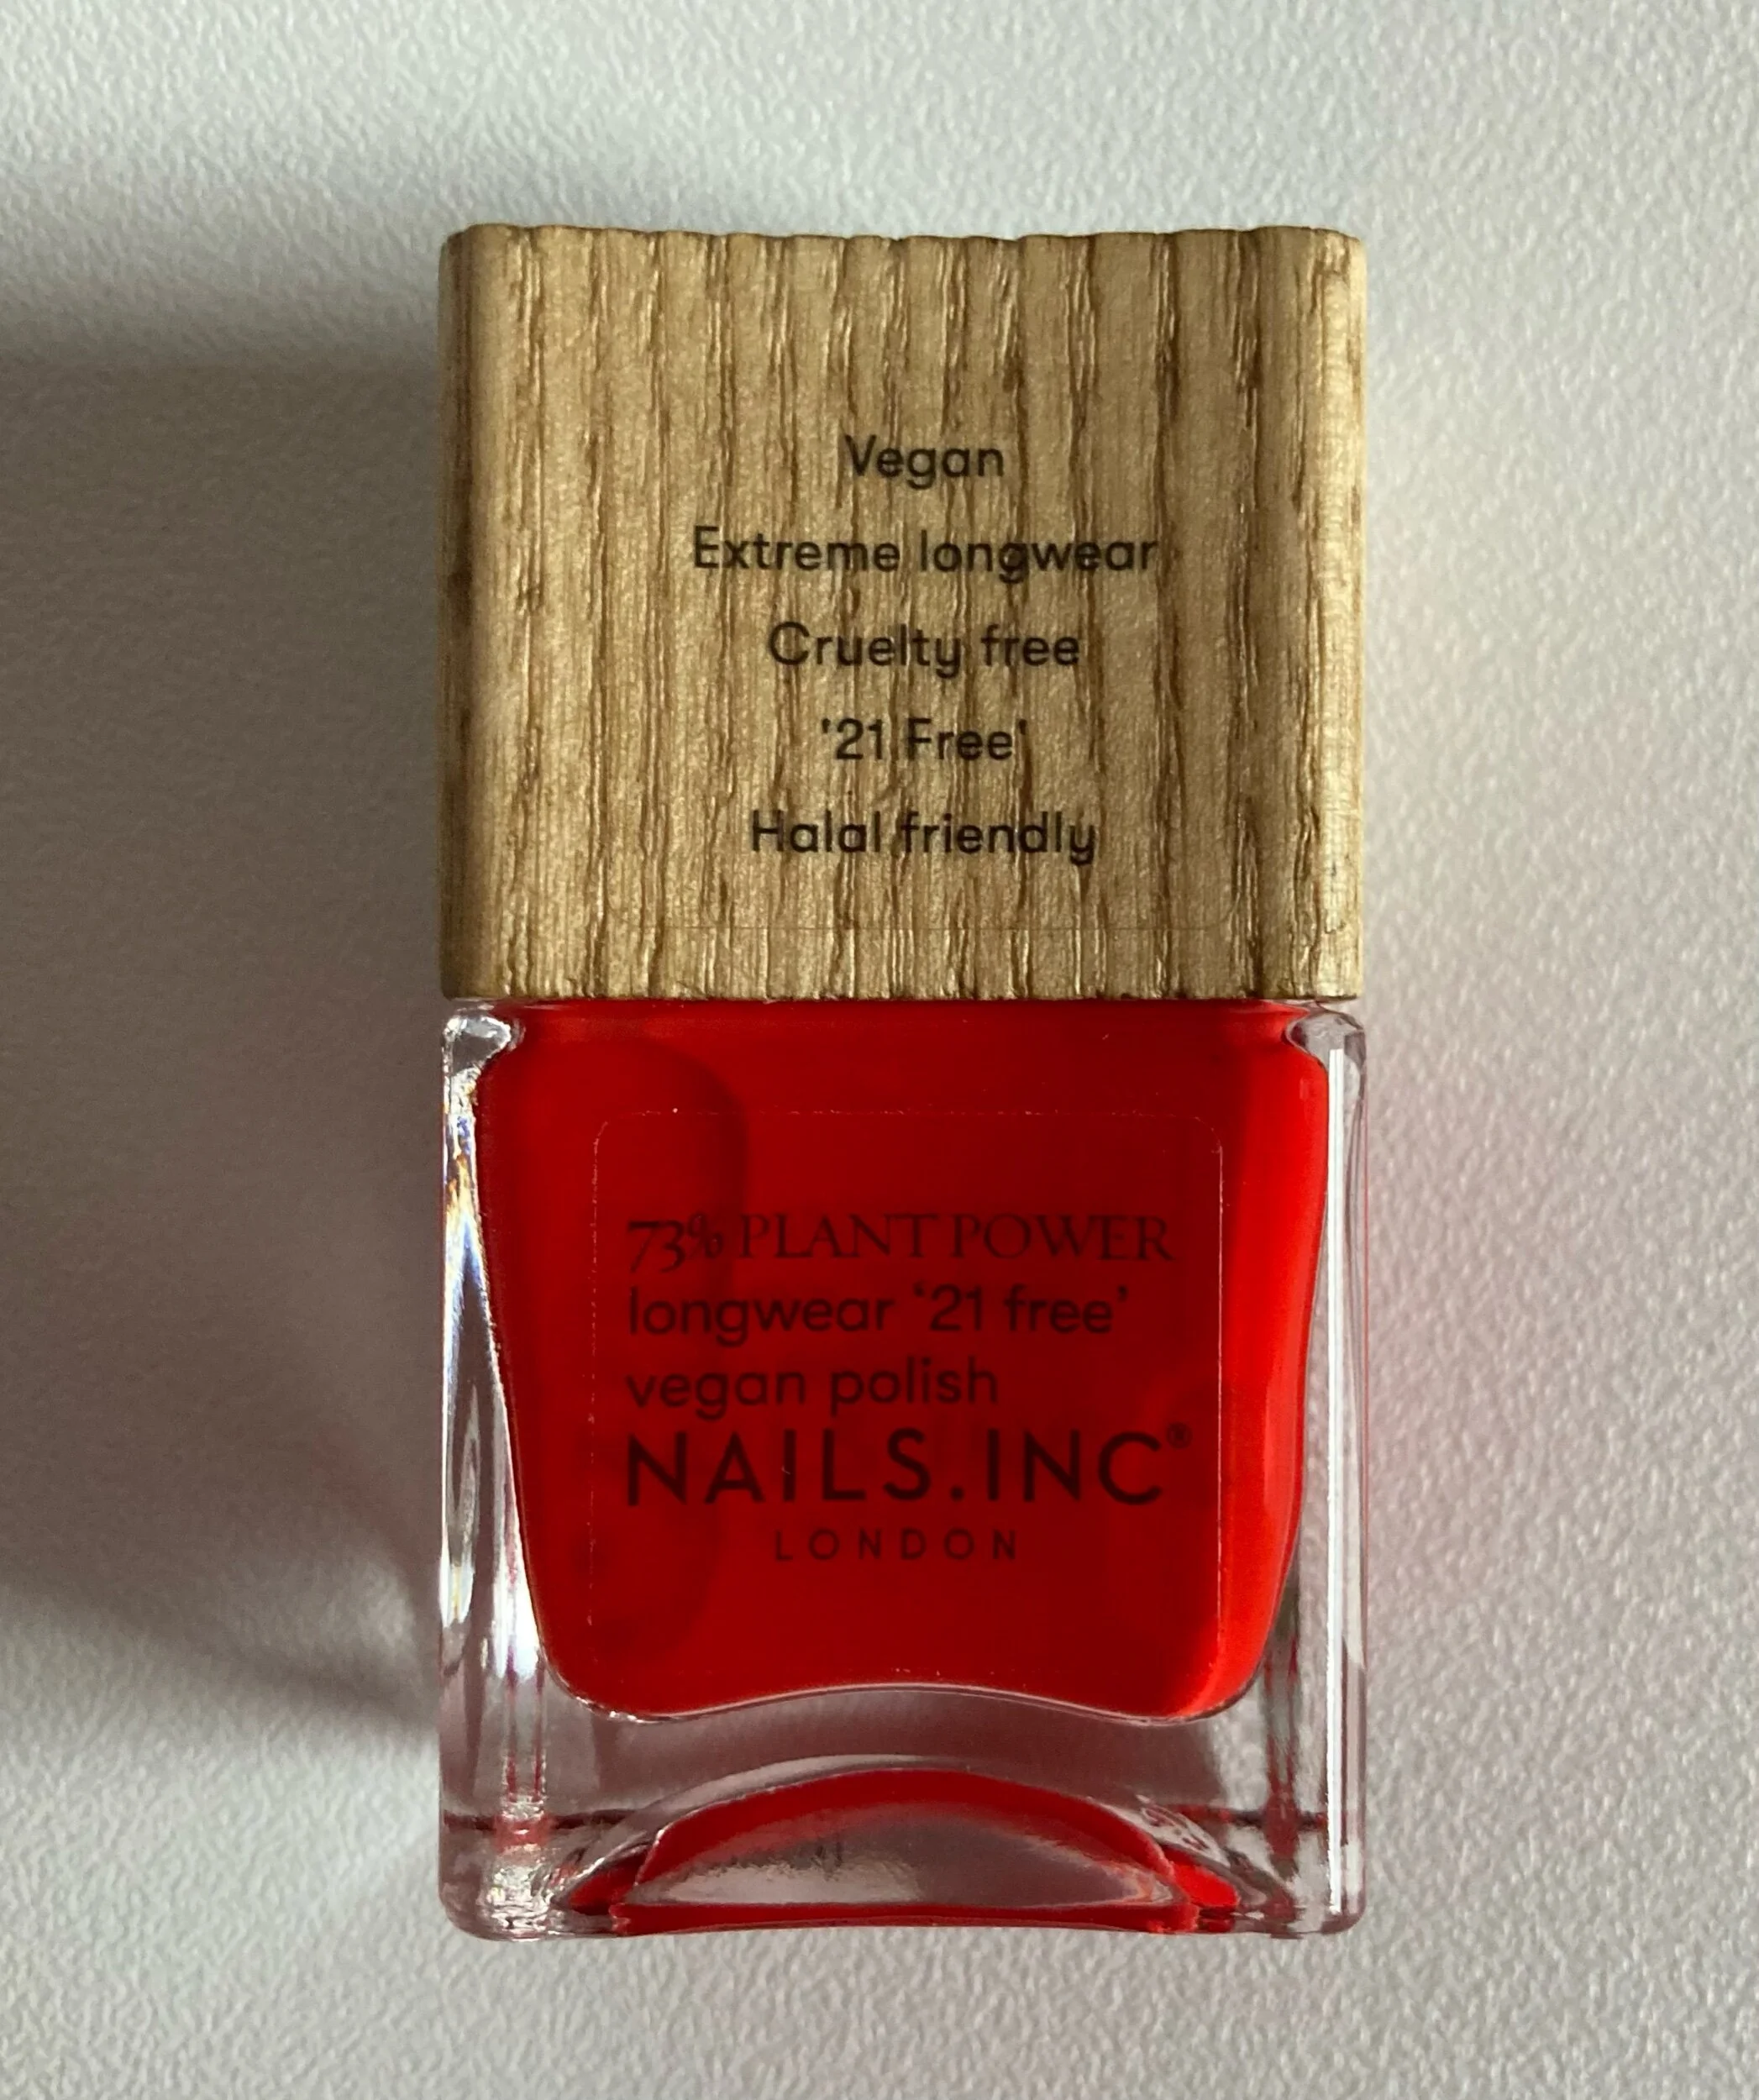 Vegan
Extreme longwear
Cruelty free
'21 Free'
Halal friendly
73% PLANT POWER
longwear ‘21 free’
vegan polish
NAILS.INC®
LONDON